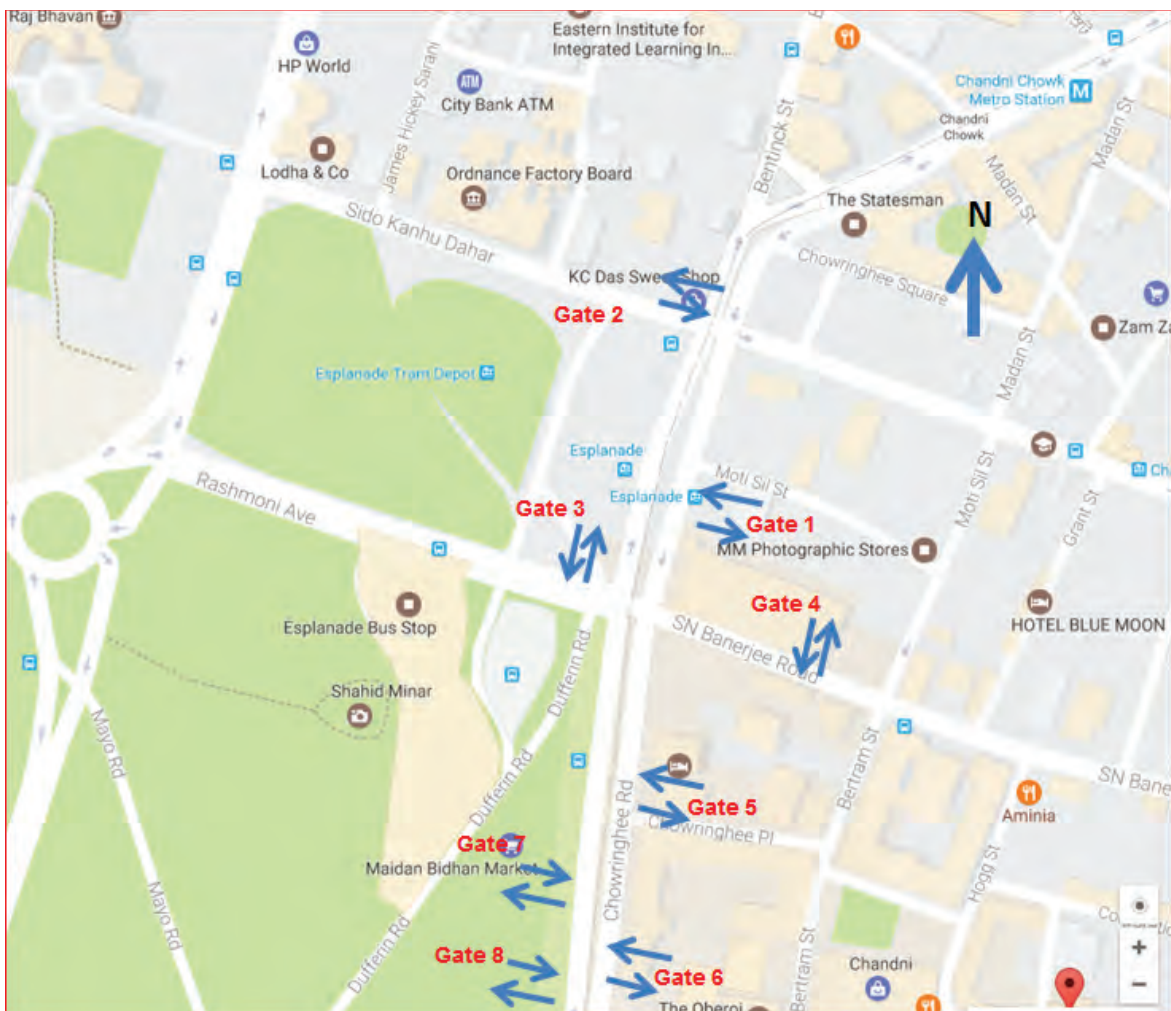 Raj Bhavan
Eastern Institute for
Integrated Learning In...
HP World
James Hickey Sarani
ATM
City Bank ATM
Bentinck St
Chandni Chowk
Metro Station
M
Chandni
Chowk
Madan St
Madan St
Lodha & Co
Ordnance Factory Board
The Statesman
N
Sido Kanhu Dahar
KC Das Sweet Shop
Chowringhee Square
Gate 2
Zam Za
Madan St
Esplanade Tram Depot
Esplanade
Moti Sil St
Moti Sil St
Grant St
Rashmoni Ave
Esplanade
Gate 3
Gate 1
MM Photographic Stores
Gate 4
Esplanade Bus Stop
SN Banerjee Road
HOTEL BLUE MOON
Dufferin Rd
Shahid Minar
Mayo Rd
Bertram St
SN Bane
Dufferin Rd
Chowringhee Rd
Gate 5
Aminia
Chowringhee Pl
Gate 7
Maidan Bidhan Market
Hogg St
Mayo Rd
Dufferin Rd
Bertram St
Gate 8
Gate 6
Chandni
+
−
The Oberoi